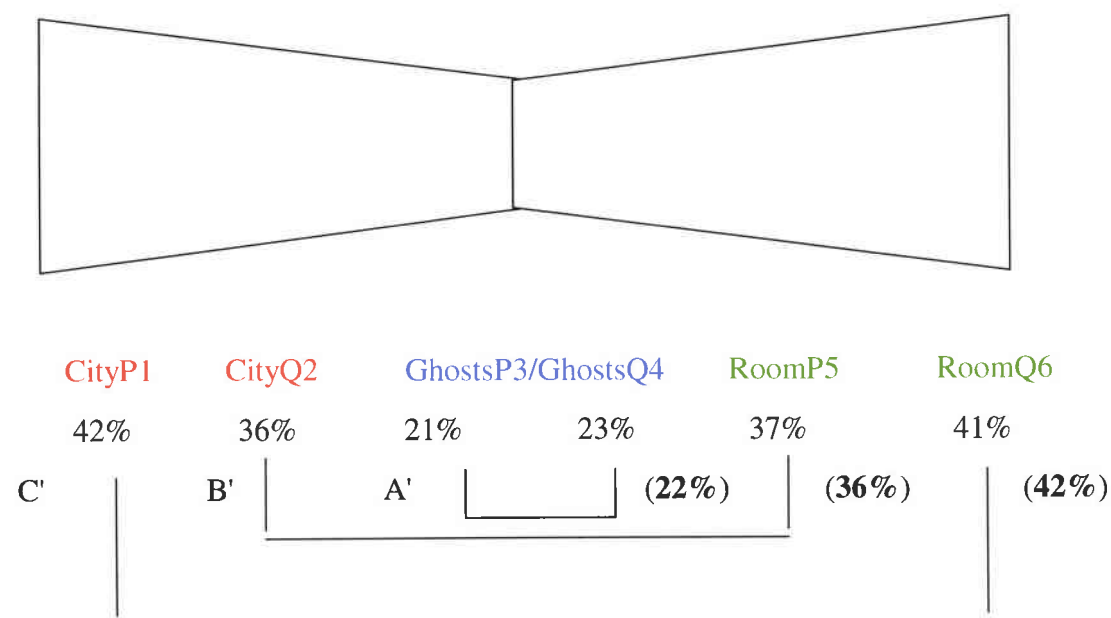 CityP1 CityQ2 GhostsP3/GhostsQ4 RoomP5 RoomQ6
42% 36% 21% 23% 37% 41%
C' B' A' (22%) (36%) (42%)